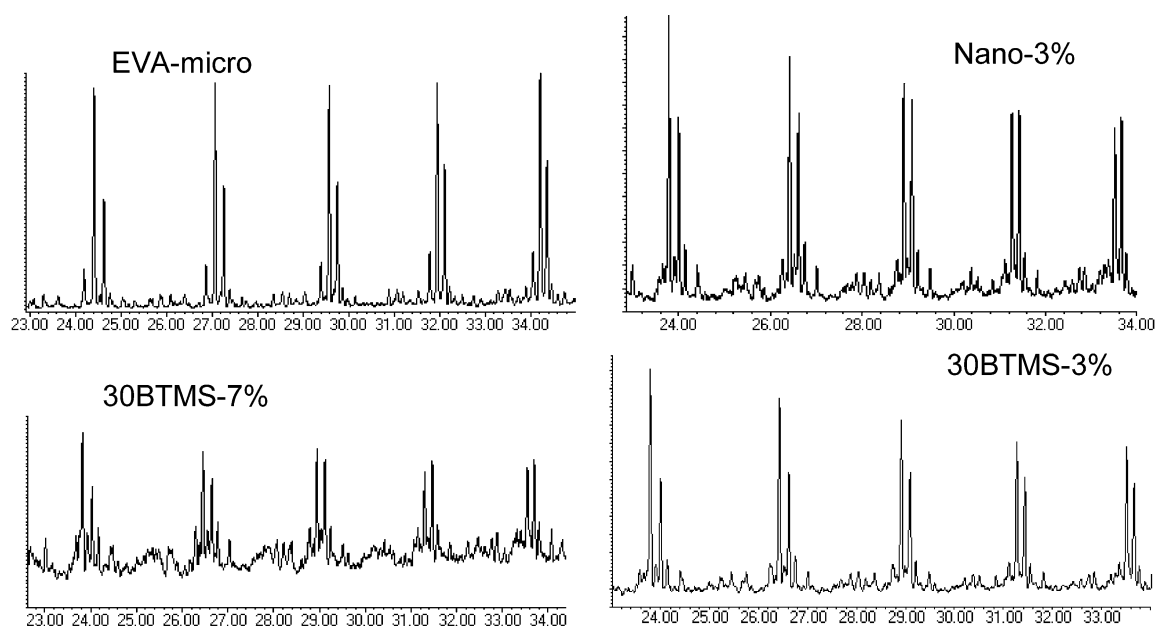 EVA-micro
23.00 24.00 25.00 27.00 28.00 29.00 30.00 31.00 32.00 33.00 34.00
Nano-3%
24.00 26.00 28.00 30.00 32.00 34.00
30BTMS-7%
23.00 24.00 25.00 26.00 27.00 28.00 29.00 30.00 31.00 32.00 33.00 34.00
30BTMS-3%
24.00 25.00 26.00 27.00 28.00 29.00 30.00 31.00 32.00 33.00